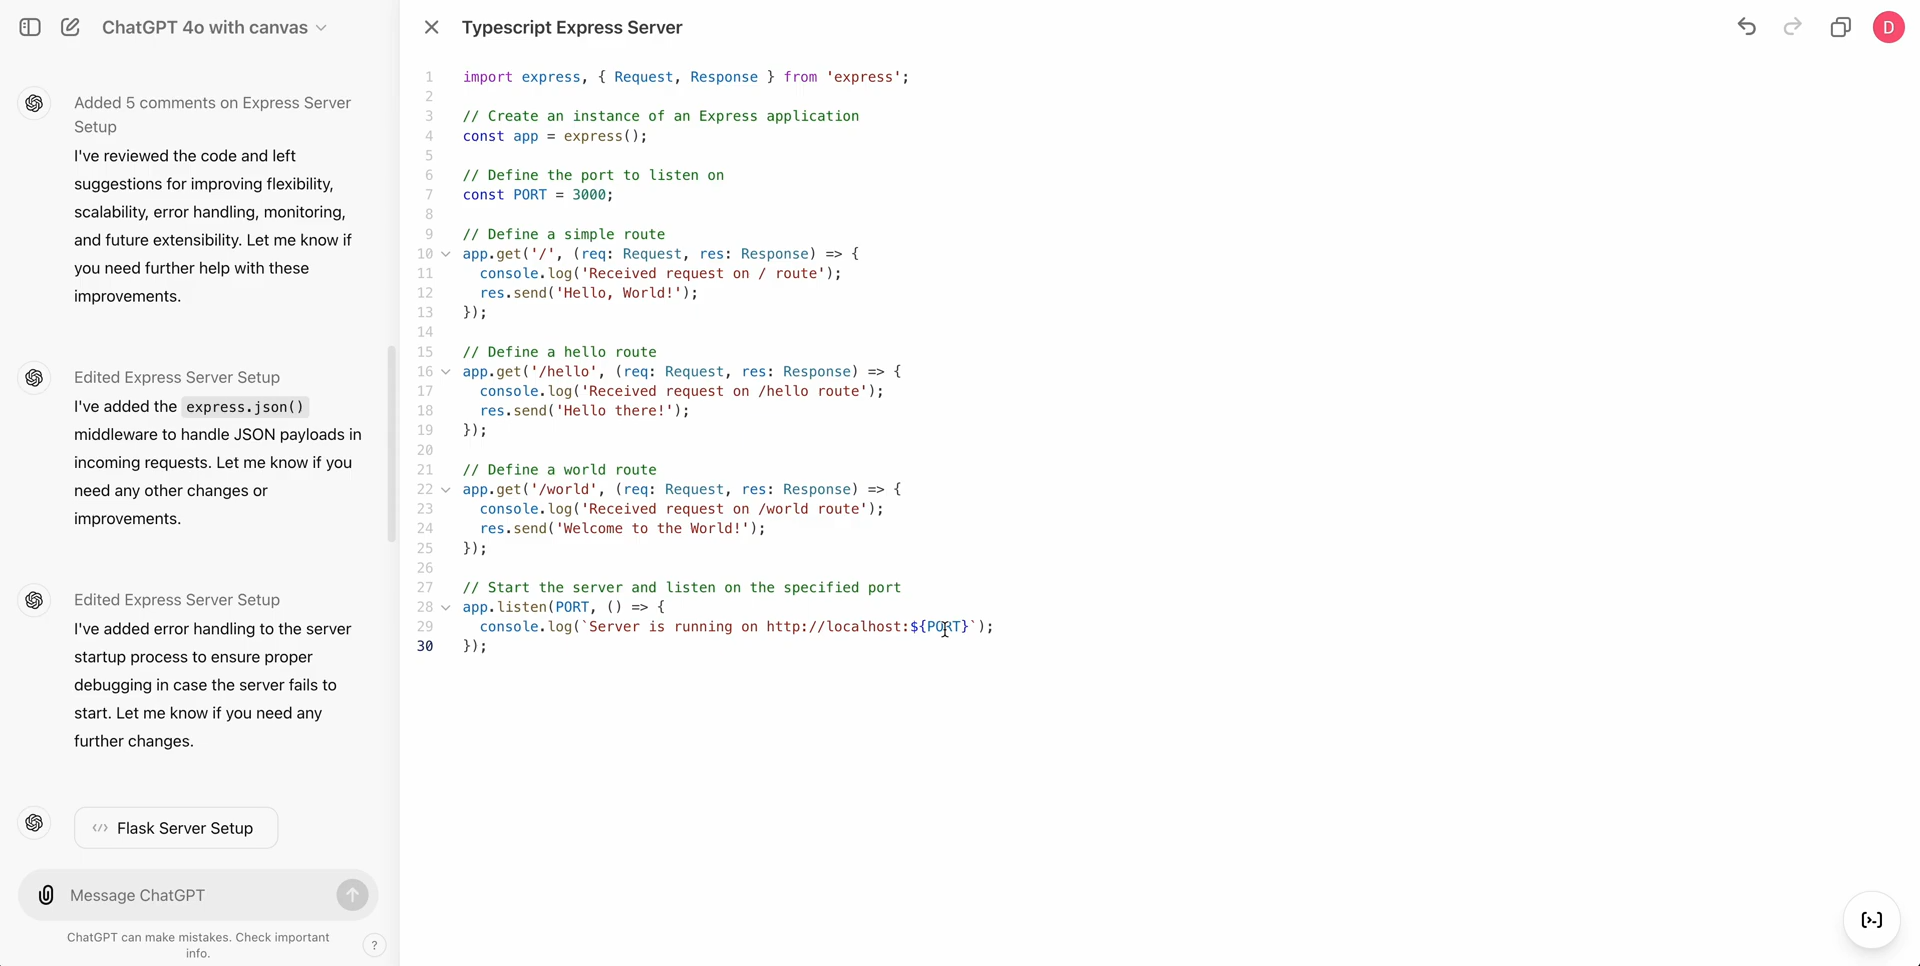 ChatGPT 4o with canvas
Added 5 comments on Express Server
Setup
I've reviewed the code and left
suggestions for improving flexibility,
scalability, error handling, monitoring,
and future extensibility. Let me know if
you need further help with these
improvements.
Edited Express Server Setup
I've added the express.json()
middleware to handle JSON payloads in
incoming requests. Let me know if you
need any other changes or
improvements.
Edited Express Server Setup
I've added error handling to the server
startup process to ensure proper
debugging in case the server fails to
start. Let me know if you need any
further changes.
</> Flask Server Setup
Message ChatGPT
ChatGPT can make mistakes. Check important
info.
?
Typescript Express Server
D
1 import express, { Request, Response } from 'express';
2
3 // Create an instance of an Express application
4 const app = express();
5
6 // Define the port to listen on
7 const PORT = 3000;
8
9 // Define a simple route
10 app.get('/', (req: Request, res: Response) => {
11   console.log('Received request on / route');
12   res.send('Hello, World!');
13 });
14
15 // Define a hello route
16 app.get('/hello', (req: Request, res: Response) => {
17   console.log('Received request on /hello route');
18   res.send('Hello there!');
19 });
20
21 // Define a world route
22 app.get('/world', (req: Request, res: Response) => {
23   console.log('Received request on /world route');
24   res.send('Welcome to the World!');
25 });
26
27 // Start the server and listen on the specified port
28 app.listen(PORT, () => {
29   console.log(`Server is running on http://localhost:${PORT}`);
30 });